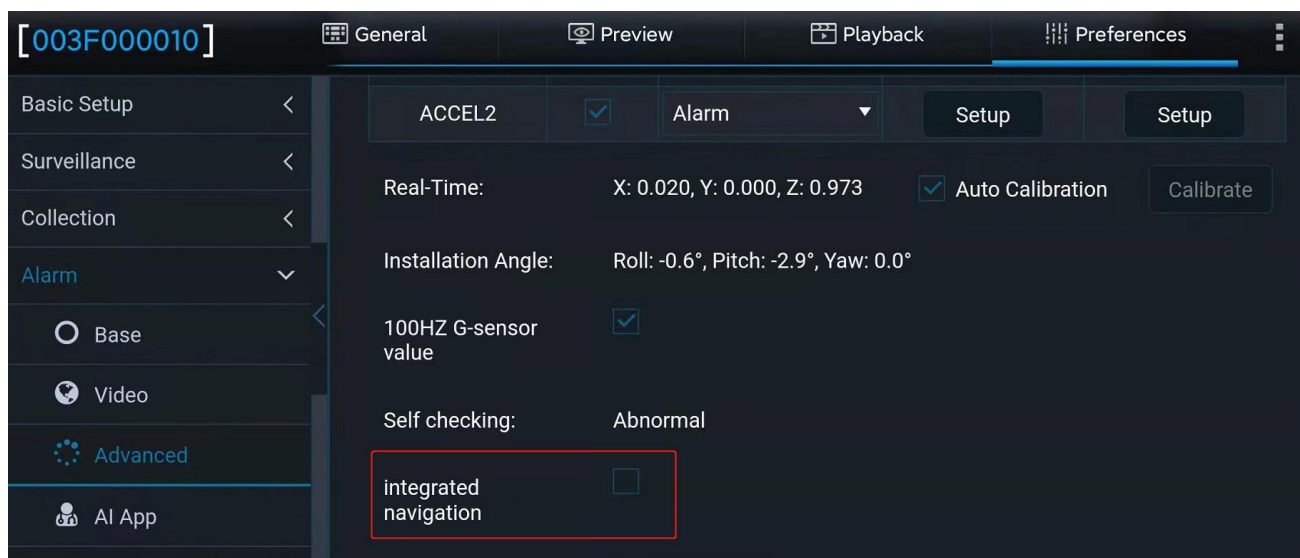 [003F000010]
General
Preview
Playback
Preferences
Basic Setup
Surveillance
Collection
Alarm
Base
Video
Advanced
AI App
ACCEL2 Alarm Setup Setup
Real-Time: X: 0.020, Y: 0.000, Z: 0.973 Auto Calibration Calibrate
Installation Angle: Roll: -0.6°, Pitch: -2.9°, Yaw: 0.0°
100HZ G-sensor
value
Self checking: Abnormal
integrated
navigation